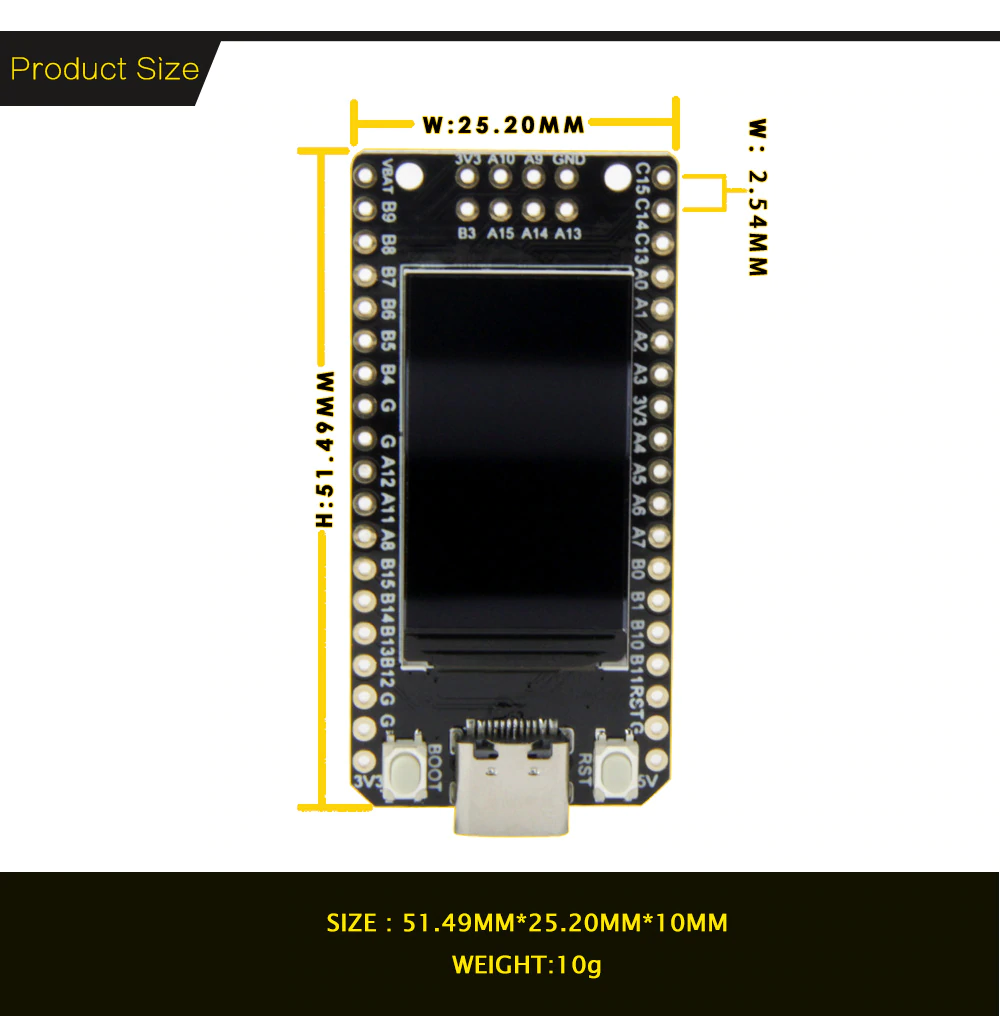 Product Size
W:25.20MM
W: 2.54MM
H:51.49MM
3V3 A10 A9 GND
B3 A15 A14 A13
VBAT
B9
B8
B7
B6
B5
B4
G
G
A12
A11
A8
B15
B14
B13
B12
G
G
3V3
C15
C14
C13
A0
A1
A2
A3
3V3
A4
A5
A6
A7
B0
B1
B10
B11
RST
G
5V
BOOT
RST
SIZE : 51.49MM*25.20MM*10MM
WEIGHT:10g